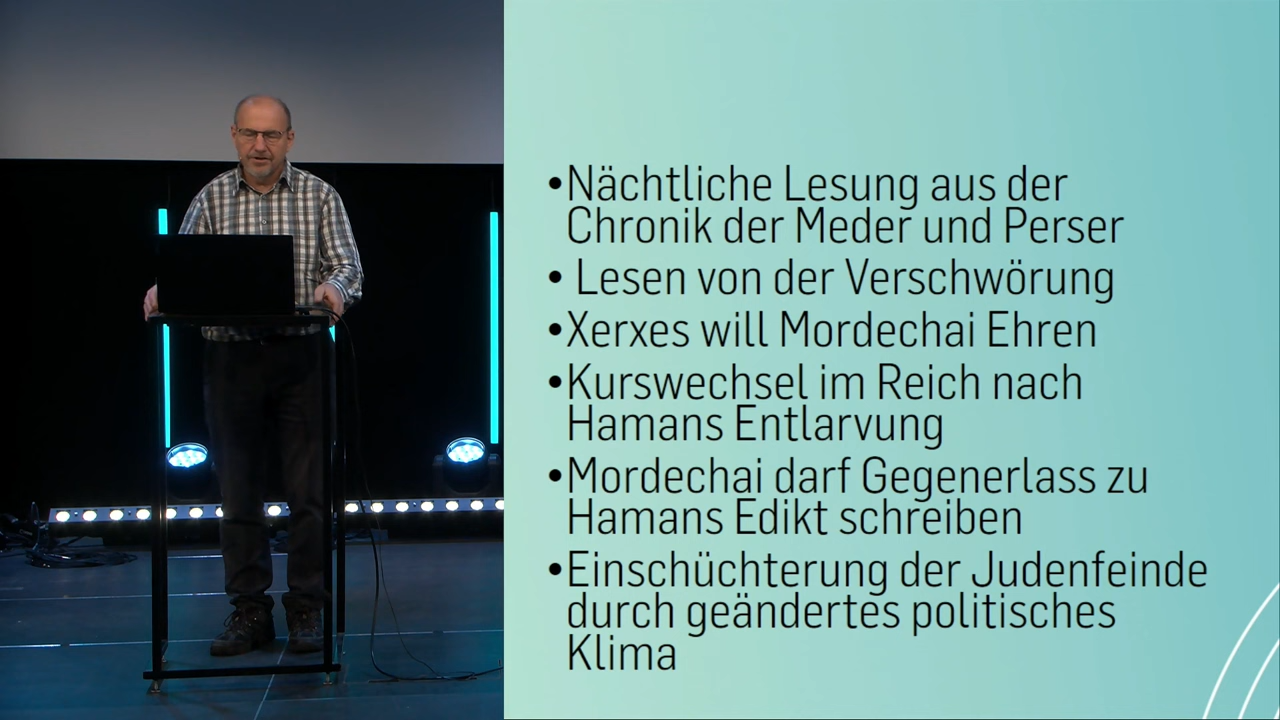 •Nächtliche Lesung aus der
Chronik der Meder und Perser
• Lesen von der Verschwörung
•Xerxes will Mordechai Ehren
•Kurswechsel im Reich nach
Hamans Entlarvung
•Mordechai darf Gegenerlass zu
Hamans Edikt schreiben
•Einschüchterung der Judenfeinde
durch geändertes politisches
Klima